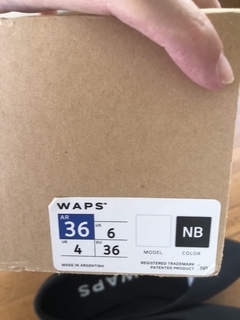 WAPS™
AR 36 US 6
UK 4 EU 36
NB
MODEL COLOR
MADE IN ARGENTINA
REGISTERED TRADEMARK
PATENTED PRODUCT
WAPS